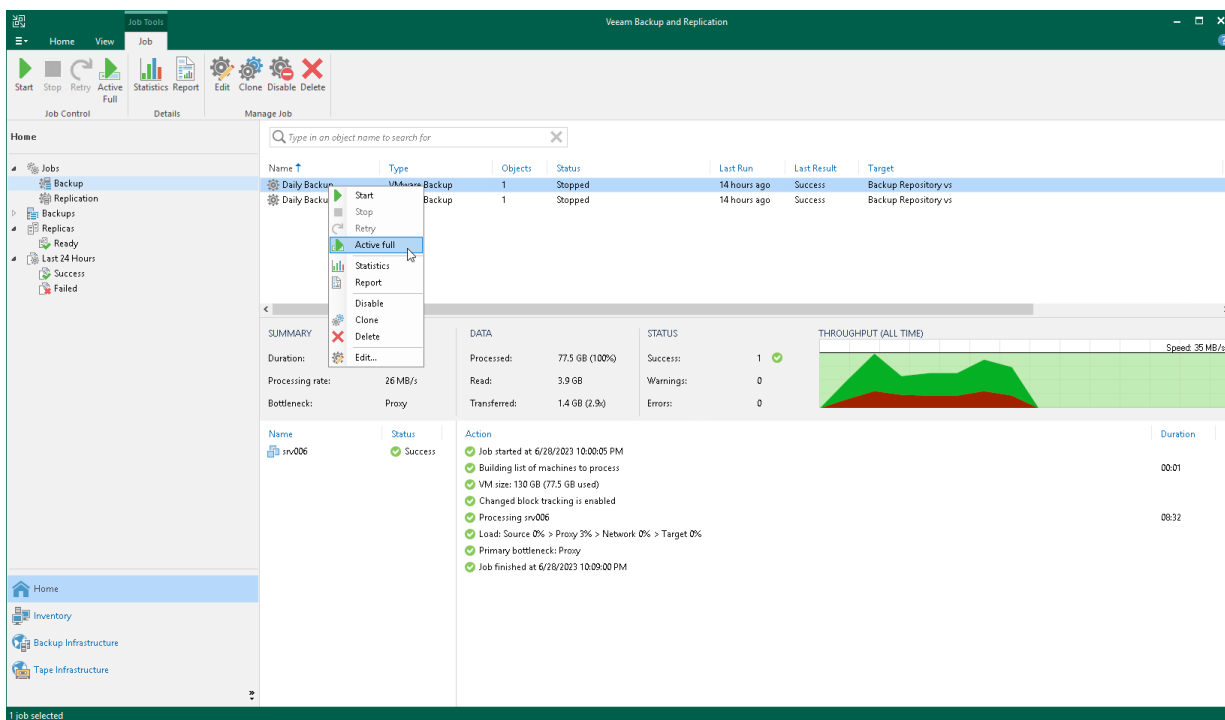 Job Tools
Veeam Backup and Replication
Home View Job
Start Stop Retry Active Full Statistics Report Edit Clone Disable Delete
Job Control Details Manage Job
Home
Type in an object name to search for
Jobs
Backup
Replication
Backups
Replicas
Ready
Last 24 Hours
Success
Failed
Name Type Objects Status Last Run Last Result Target
Daily Backup VMware Backup 1 Stopped 14 hours ago Success Backup Repository vs
Daily Backu Backup 1 Stopped 14 hours ago Success Backup Repository vs
Start
Stop
Retry
Active full
Statistics
Report
Disable
Clone
Delete
Edit...
SUMMARY DATA STATUS THROUGHPUT (ALL TIME)
Speed: 35 MB/s
Duration: Processed: 77.5 GB (100%) Success: 1
Processing rate: 26 MB/s Read: 3.9 GB Warnings: 0
Bottleneck: Proxy Transferred: 1.4 GB (2.9x) Errors: 0
Name Status Action Duration
srv006 Success Job started at 6/28/2023 10:00:05 PM
Building list of machines to process 00:01
VM size: 130 GB (77.5 GB used)
Changed block tracking is enabled
Processing srv006 08:32
Load: Source 0% > Proxy 3% > Network 0% > Target 0%
Primary bottleneck: Proxy
Job finished at 6/28/2023 10:09:00 PM
Home
Inventory
Backup Infrastructure
Tape Infrastructure
1 job selected